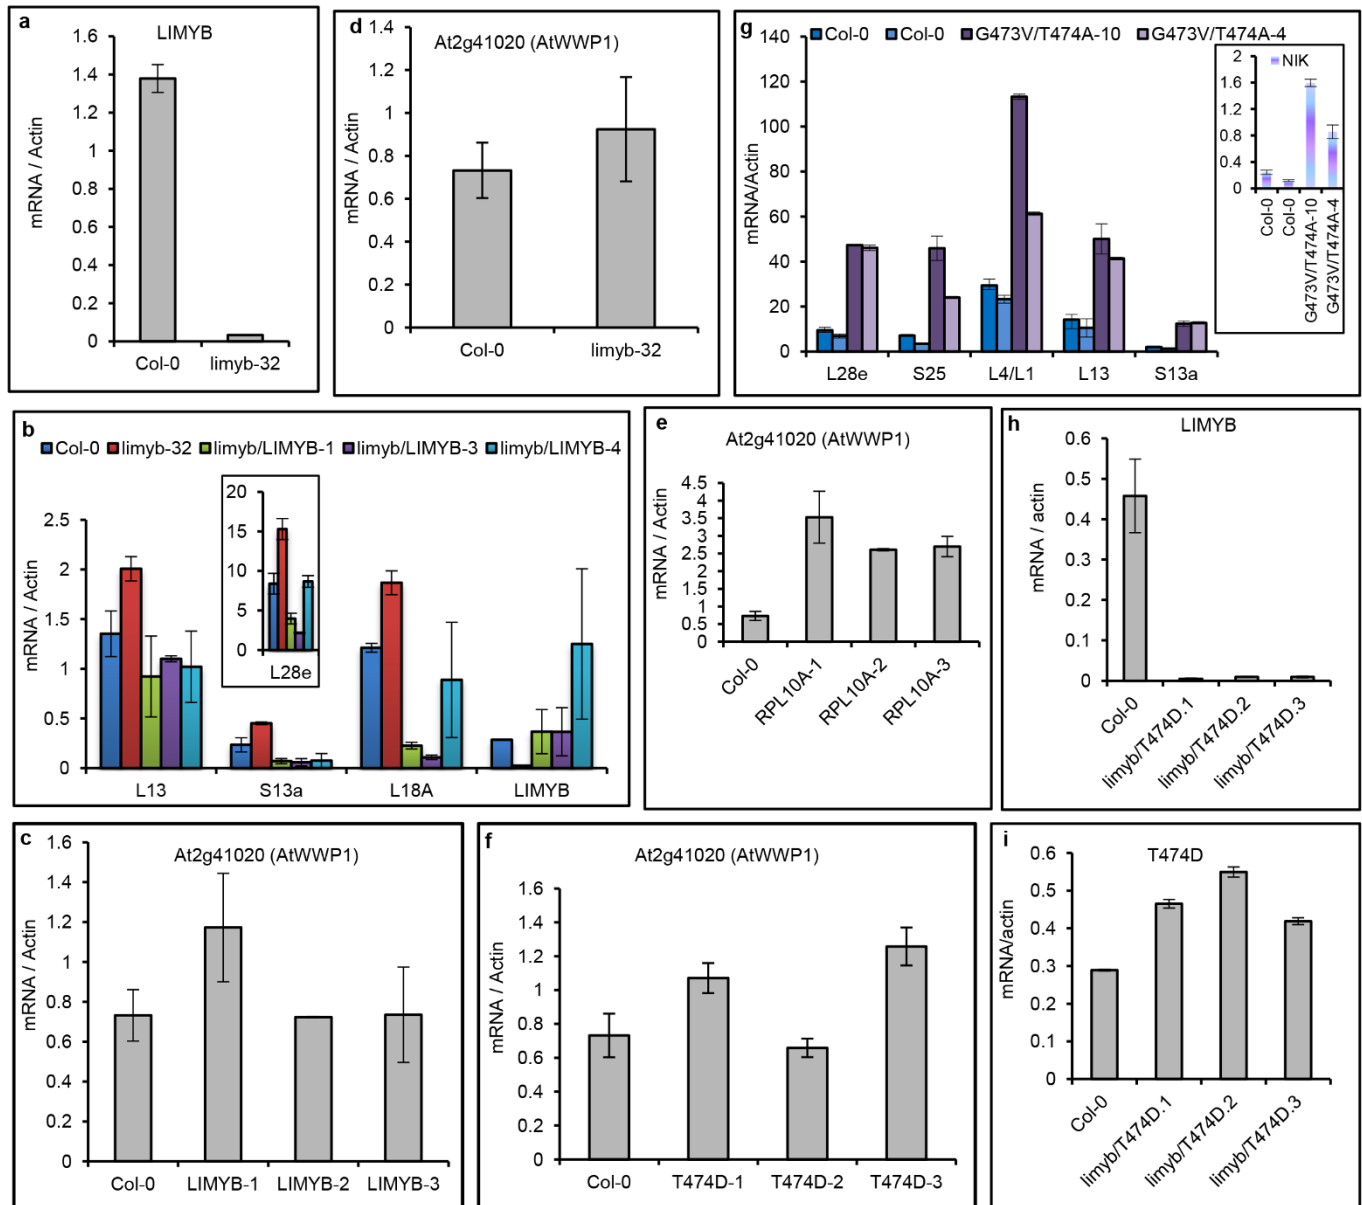 a
LIMYB
mRNA / Actin
1.6
1.4
1.2
1
0.8
0.6
0.4
0.2
0
Col-0 limyb-32
d
At2g41020 (AtWWP1)
mRNA / Actin
1.4
1.2
1
0.8
0.6
0.4
0.2
0
Col-0 limyb-32
g
Col-0 Col-0 G473V/T474A-10 G473V/T474A-4
mRNA/Actin
140
120
100
80
60
40
20
0
L28e S25 L4/L1 L13 S13a
NIK
2
1.6
1.2
0.8
0.4
0
Col-0
Col-0
G473V/T474A-10
G473V/T474A-4
b
Col-0 limyb-32 limyb/LIMYB-1 limyb/LIMYB-3 limyb/LIMYB-4
mRNA / Actin
2.5
2
1.5
1
0.5
0
L13 S13a L18A LIMYB
20
15
10
5
0
L28e
e
At2g41020 (AtWWP1)
mRNA / Actin
4.5
4
3.5
3
2.5
2
1.5
1
0.5
0
Col-0
RPL10A-1
RPL10A-2
RPL10A-3
h
LIMYB
mRNA / actin
0.6
0.5
0.4
0.3
0.2
0.1
0
Col-0
limyb/T474D.1
limyb/T474D.2
limyb/T474D.3
c
At2g41020 (AtWWP1)
mRNA / Actin
1.6
1.4
1.2
1
0.8
0.6
0.4
0.2
0
Col-0 LIMYB-1 LIMYB-2 LIMYB-3
f
At2g41020 (AtWWP1)
mRNA / Actin
1.6
1.4
1.2
1
0.8
0.6
0.4
0.2
0
Col-0 T474D-1 T474D-2 T474D-3
i
T474D
mRNA/actin
0.6
0.5
0.4
0.3
0.2
0.1
0
Col-0
limyb/T474D.1
limyb/T474D.2
limyb/T474D.3